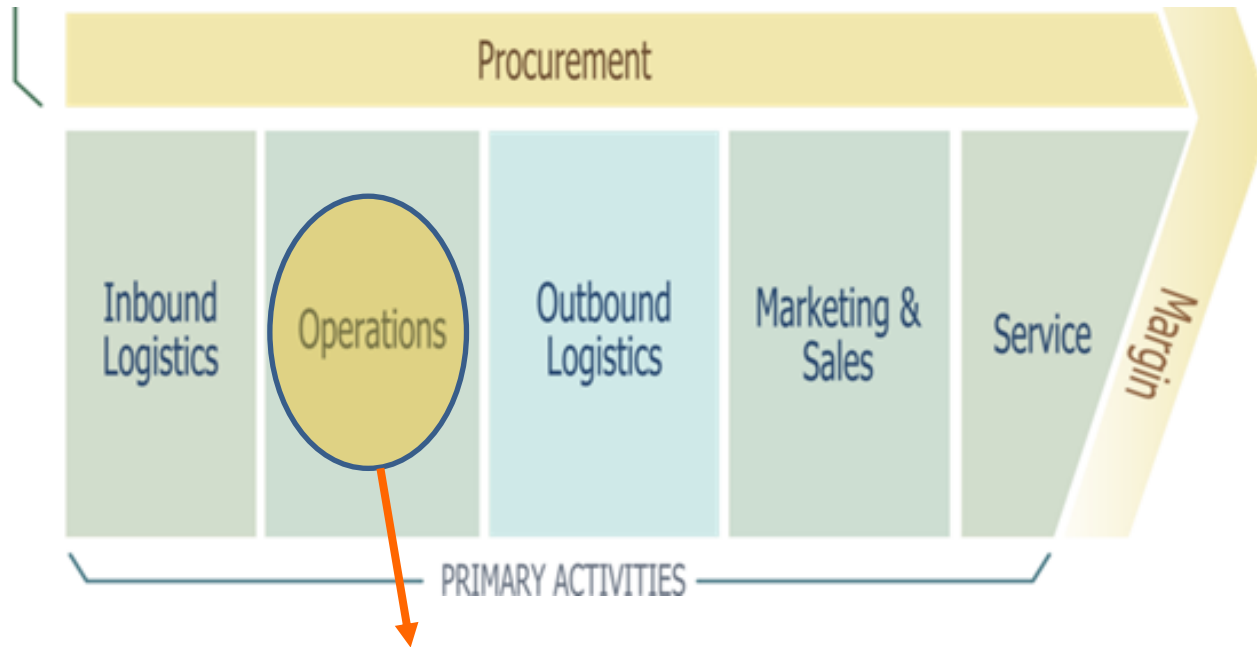 Procurement
Inbound
Logistics
Operations
Outbound
Logistics
Marketing &
Sales
Service
Margin
PRIMARY ACTIVITIES